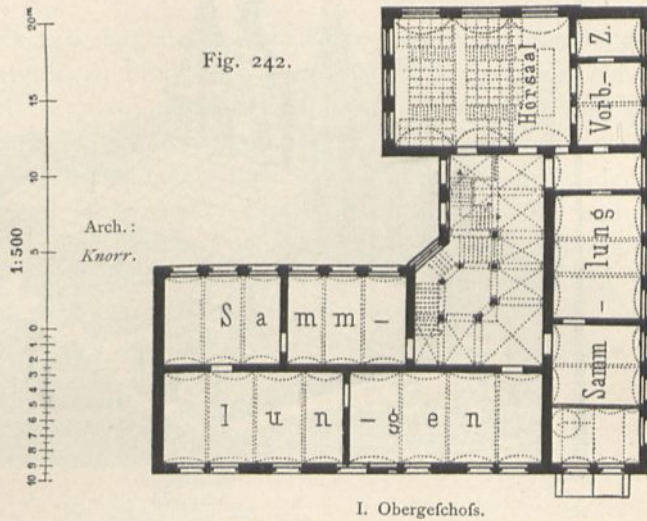 Fig. 242.
Arch.:
Knorr.
1:500
20m
15
10
5
0
1
2
3
4
5
6
7
8
9
10
Hörsaal
Vorb.- Z.
Samm - lung
Samm-
lun-gen
I. Obergeſchoſs.